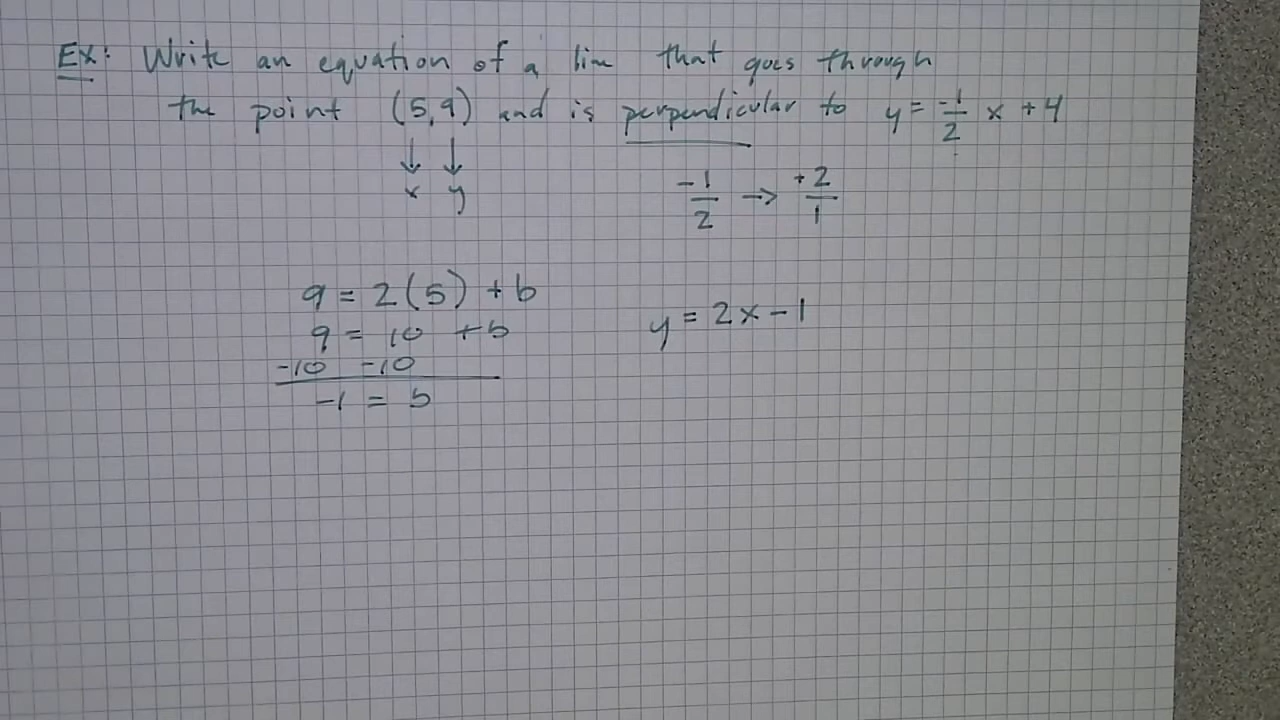 Ex: Write an equation of a line that goes through
the point (5,9) and is perpendicular to y = -1/2 x + 4
↓ ↓
x y
-1/2 → +2/1
9 = 2(5) + b
9 = 10 + b
-10 -10
-1 = b
y = 2x - 1